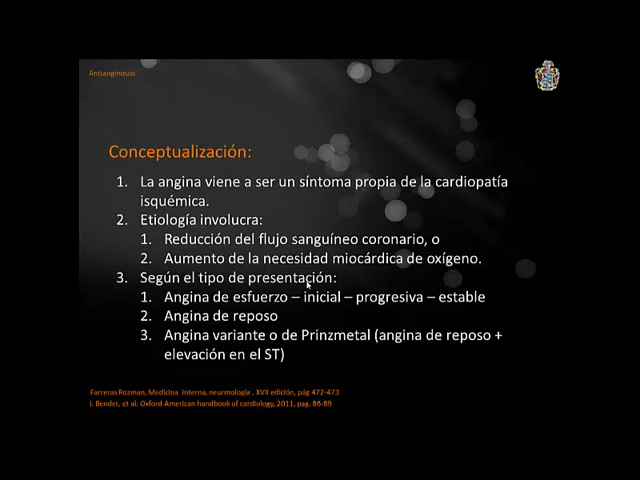 Antianginosos
Conceptualización:
1. La angina viene a ser un síntoma propia de la cardiopatía
isquémica.
2. Etiología involucra:
1. Reducción del flujo sanguíneo coronario, o
2. Aumento de la necesidad miocárdica de oxígeno.
3. Según el tipo de presentación:
1. Angina de esfuerzo – inicial – progresiva – estable
2. Angina de reposo
3. Angina variante o de Prinzmetal (angina de reposo +
elevación en el ST)
Farreras Rozman, Medicina Interna, neurmología , XVII edición, pág 472-473
J. Bender, et al. Oxford American handbook of cardiology, 2011, pag. 86-89